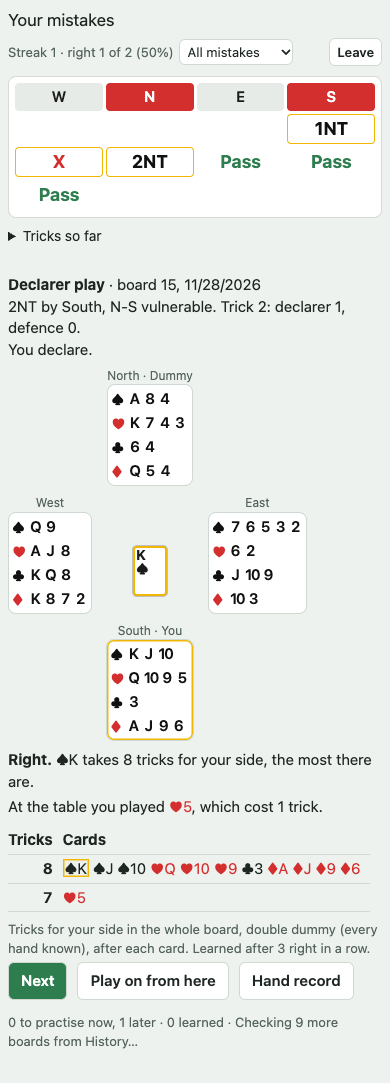 Your mistakes
Streak 1 · right 1 of 2 (50%) All mistakes Leave
W N E S
1NT
X 2NT Pass Pass
Pass
▶ Tricks so far
Declarer play · board 15, 11/28/2026
2NT by South, N-S vulnerable. Trick 2: declarer 1,
defence 0.
You declare.
North · Dummy
♠ A 8 4
♥ K 7 4 3
♣ 6 4
♦ Q 5 4
West
♠ Q 9
♥ A J 8
♣ K Q 8
♦ K 8 7 2
K
♠
East
♠ 7 6 5 3 2
♥ 6 2
♣ J 10 9
♦ 10 3
South · You
♠ K J 10
♥ Q 10 9 5
♣ 3
♦ A J 9 6
Right. ♠K takes 8 tricks for your side, the most there
are.
At the table you played ♥5, which cost 1 trick.
Tricks Cards
8 ♠K ♠J ♠10 ♥Q ♥10 ♥9 ♣3 ♦A ♦J ♦9 ♦6
7 ♥5
Tricks for your side in the whole board, double dummy (every
hand known), after each card. Learned after 3 right in a row.
Next Play on from here Hand record
0 to practise now, 1 later · 0 learned · Checking 9 more
boards from History…